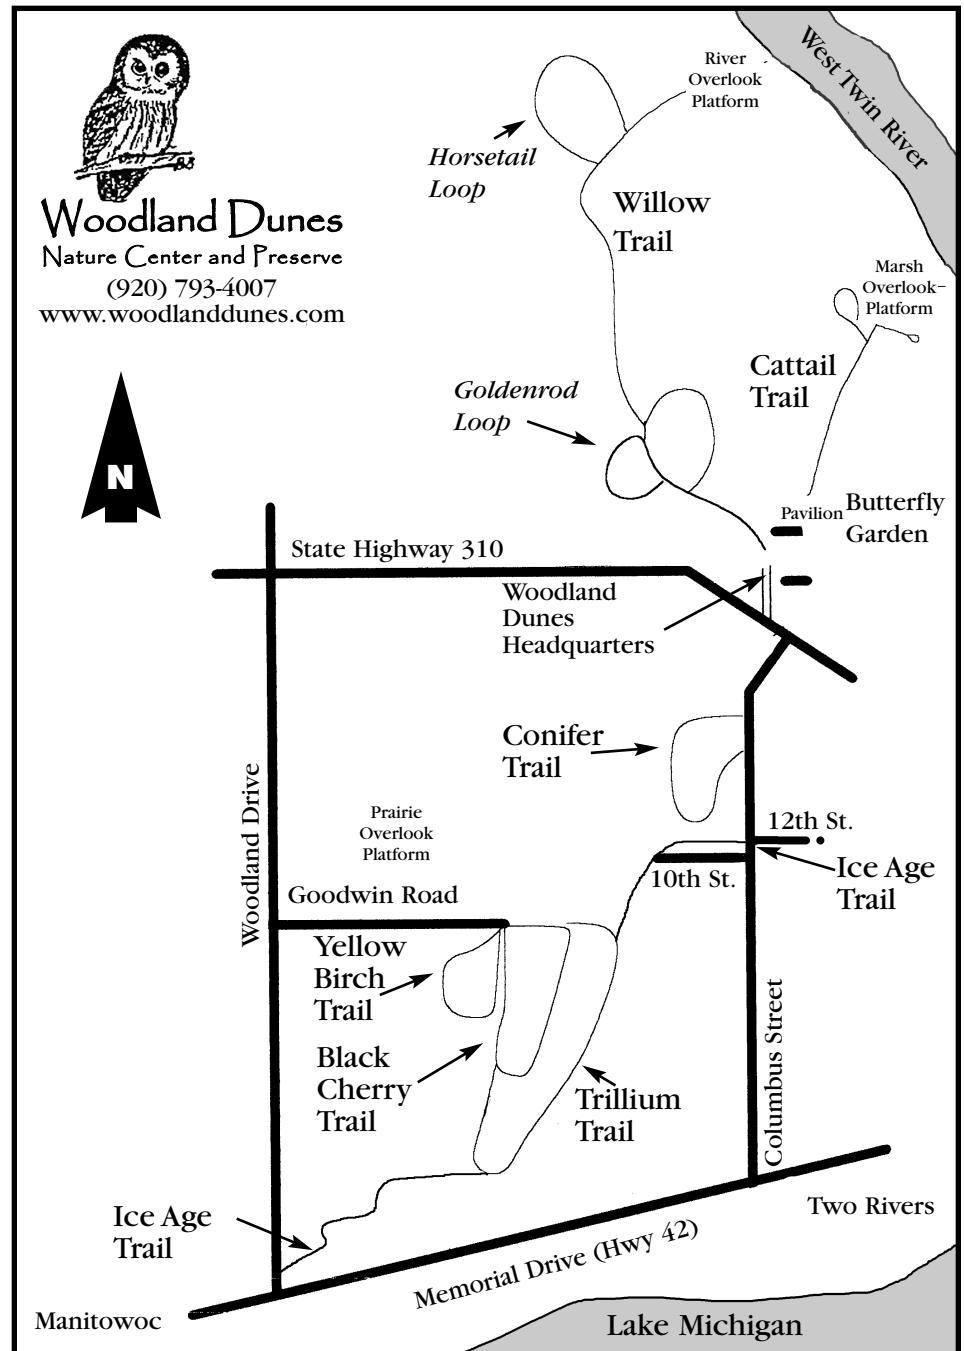 West Twin River
River
Overlook
Platform
Horsetail
Loop
Willow
Trail
83
Woodland Dunes
Nature Center and Preserve
(920) 793-4007
www.woodlanddunes.com
Marsh
Overlook–
Platform
Cattail
Trail
Goldenrod
Loop
N
Pavilion
Butterfly
Garden
State Highway 310
Woodland
Dunes
Headquarters
Conifer
Trail
Woodland Drive
Prairie
Overlook
Platform
12th St.
10th St.
Ice Age
Trail
Goodwin Road
Yellow
Birch
Trail
Black
Cherry
Trail
Trillium
Trail
Columbus Street
Ice Age
Trail
Two Rivers
Memorial Drive (Hwy 42)
Manitowoc
Lake Michigan